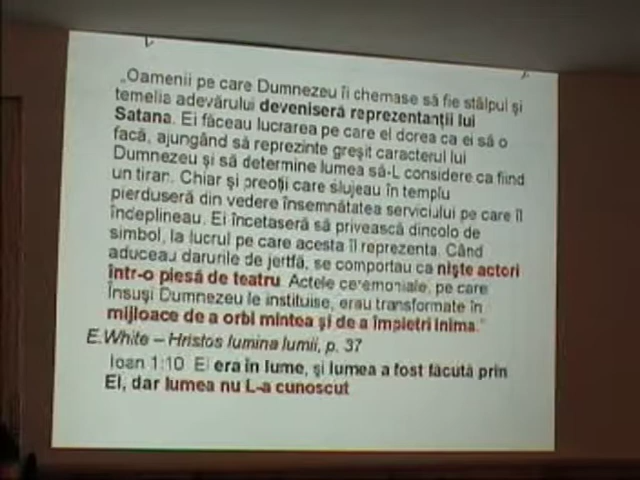 „Oamenii pe care Dumnezeu îi chemase să fie stâlpul şi
temelia adevărului deveniseră reprezentanţii lui
Satana. Ei făceau lucrarea pe care el dorea ca ei să o
facă, ajungând să reprezinte greşit caracterul lui
Dumnezeu şi să determine lumea să-L considere ca fiind
un tiran. Chiar şi preoţii care slujeau în templu
pierduseră din vedere însemnătatea serviciului pe care îl
îndeplineau. Ei încetaseră să privească dincolo de
simbol, la lucrul pe care acesta îl reprezenta. Când
aduceau darurile de jertfă, se comportau ca nişte actori
într-o piesă de teatru. Actele ceremoniale, pe care
Însuşi Dumnezeu le instituise, erau transformate în
mijloace de a orbi mintea şi de a împietri inima."
E.White – Hristos lumina lumii, p. 37
Ioan 1:10 El era în lume, şi lumea a fost făcută prin
El, dar lumea nu L-a cunoscut